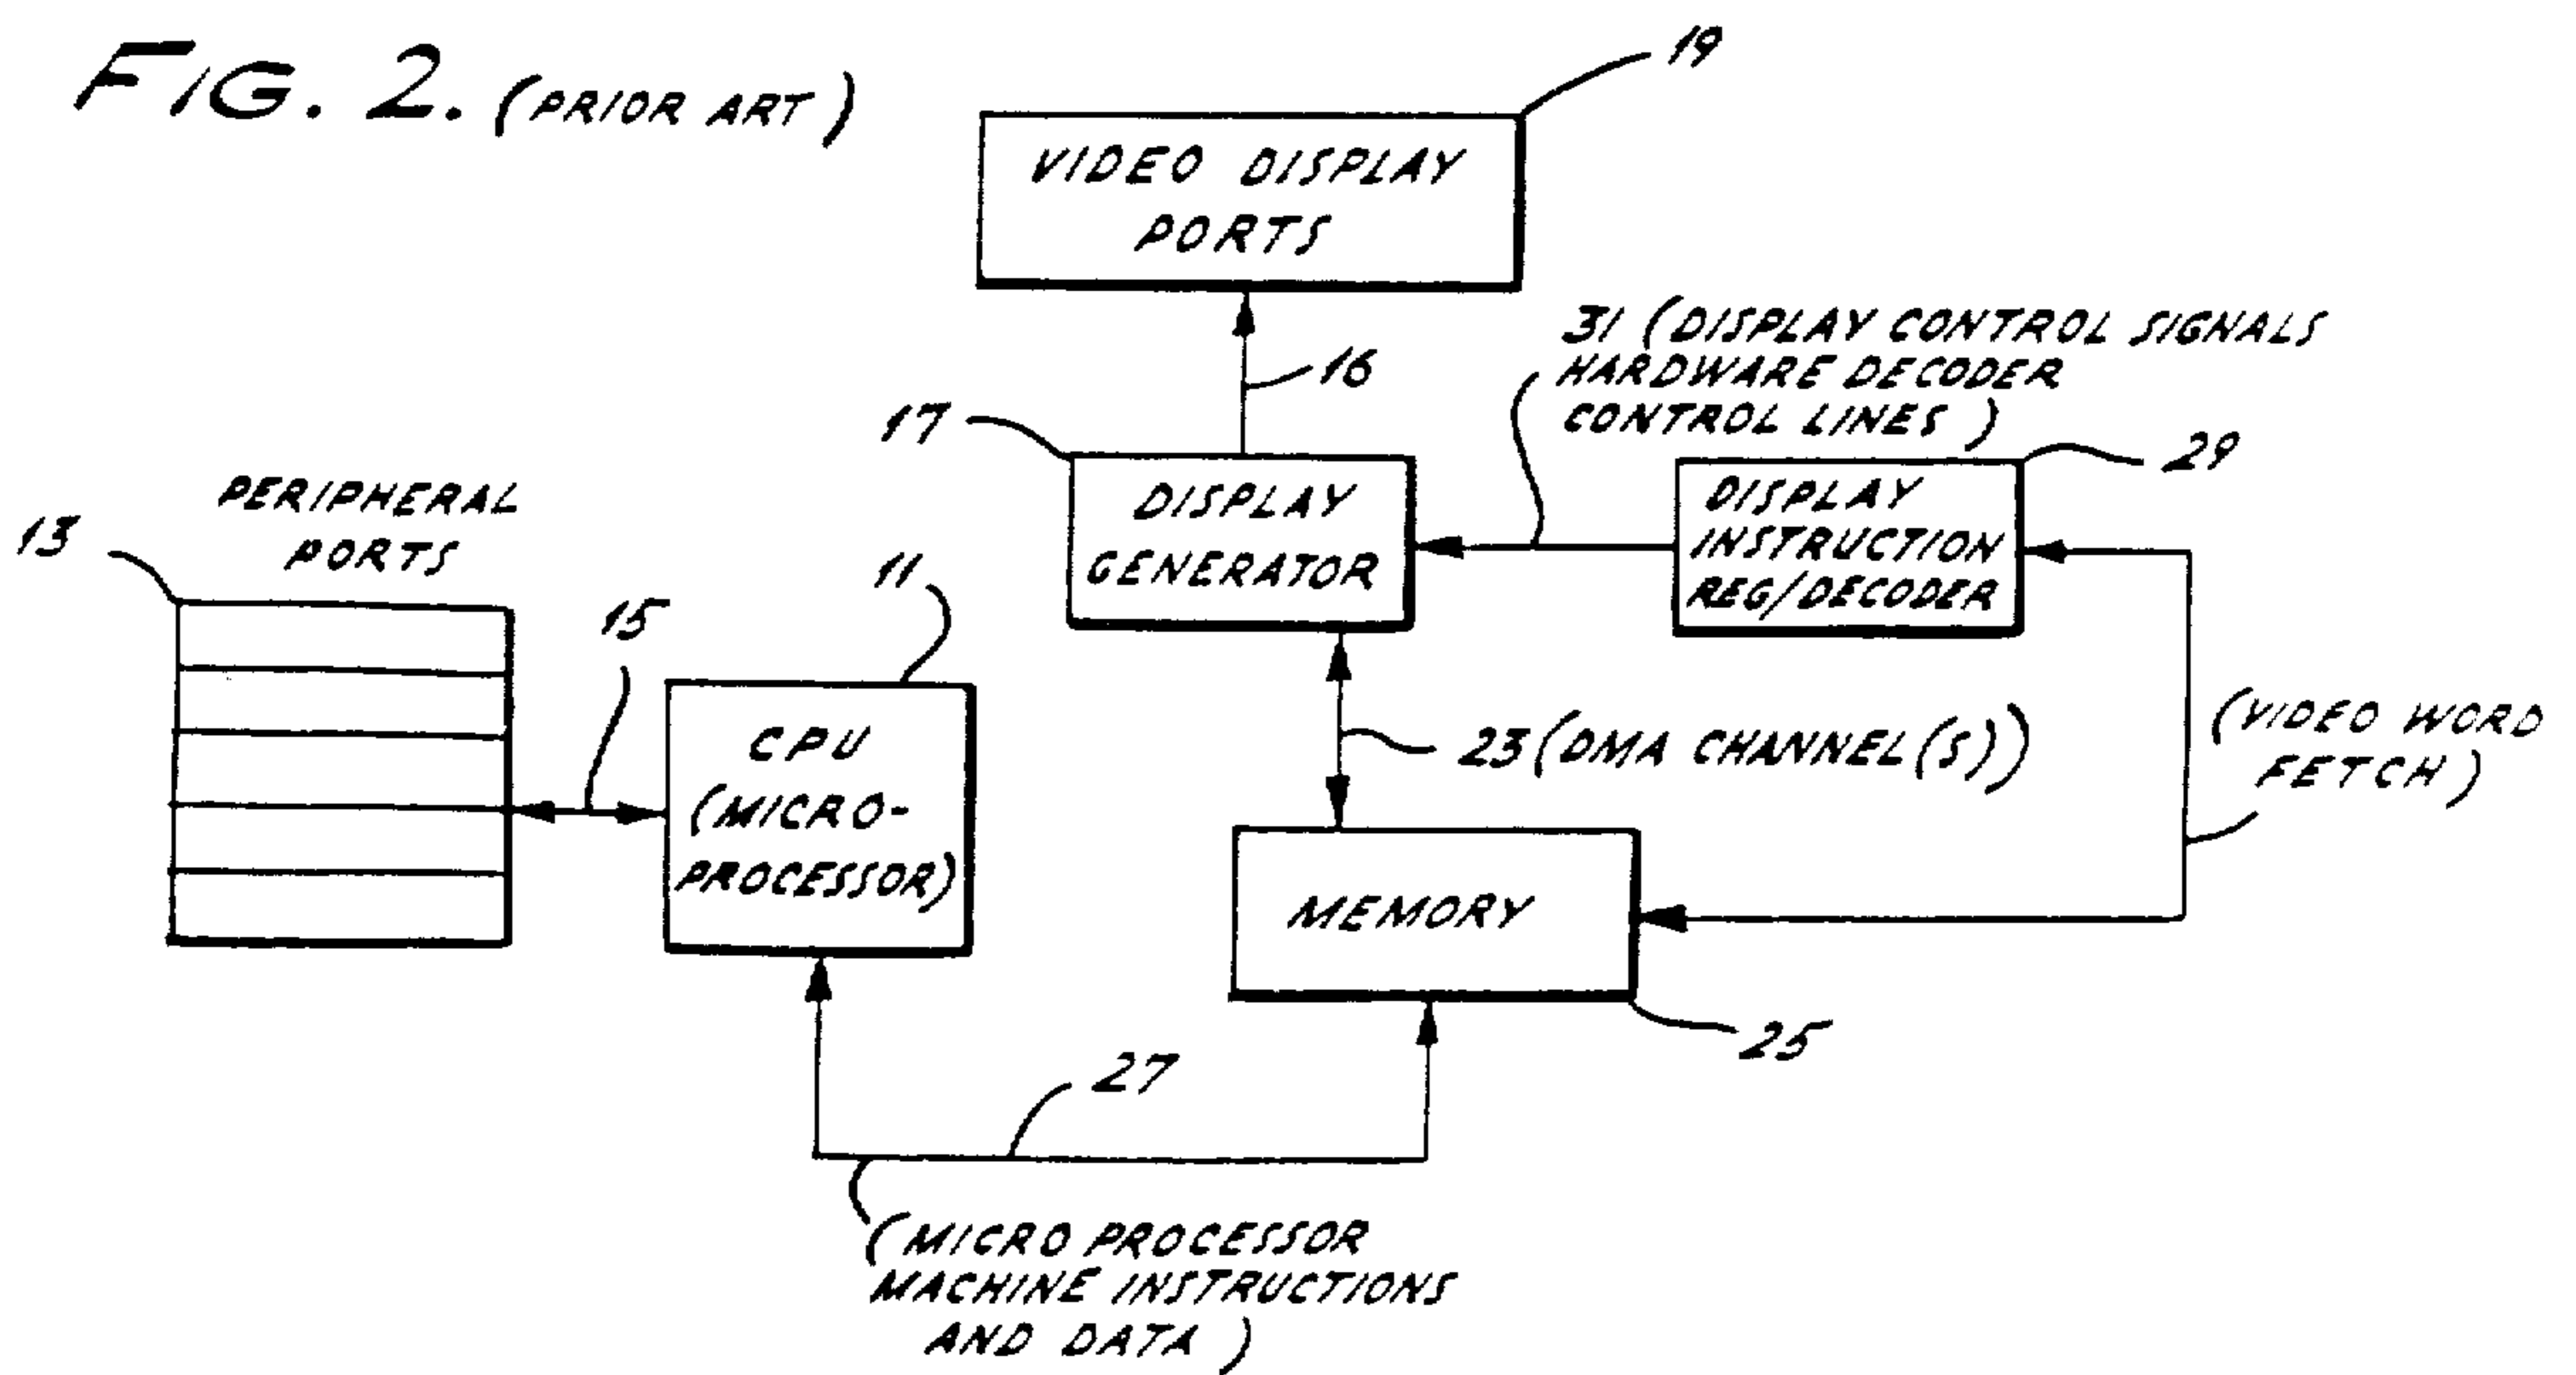 FIG. 2. (PRIOR ART)
19
VIDEO DISPLAY
PORTS
16
31 (DISPLAY CONTROL SIGNALS
HARDWARE DECODER
CONTROL LINES)
17
29
DISPLAY
GENERATOR
DISPLAY
INSTRUCTION
REG/DECODER
PERIPHERAL
PORTS
13
15
11
CPU
(MICRO-
PROCESSOR)
23 (DMA CHANNEL(S))
(VIDEO WORD
FETCH)
MEMORY
25
27
(MICRO PROCESSOR
MACHINE INSTRUCTIONS
AND DATA)